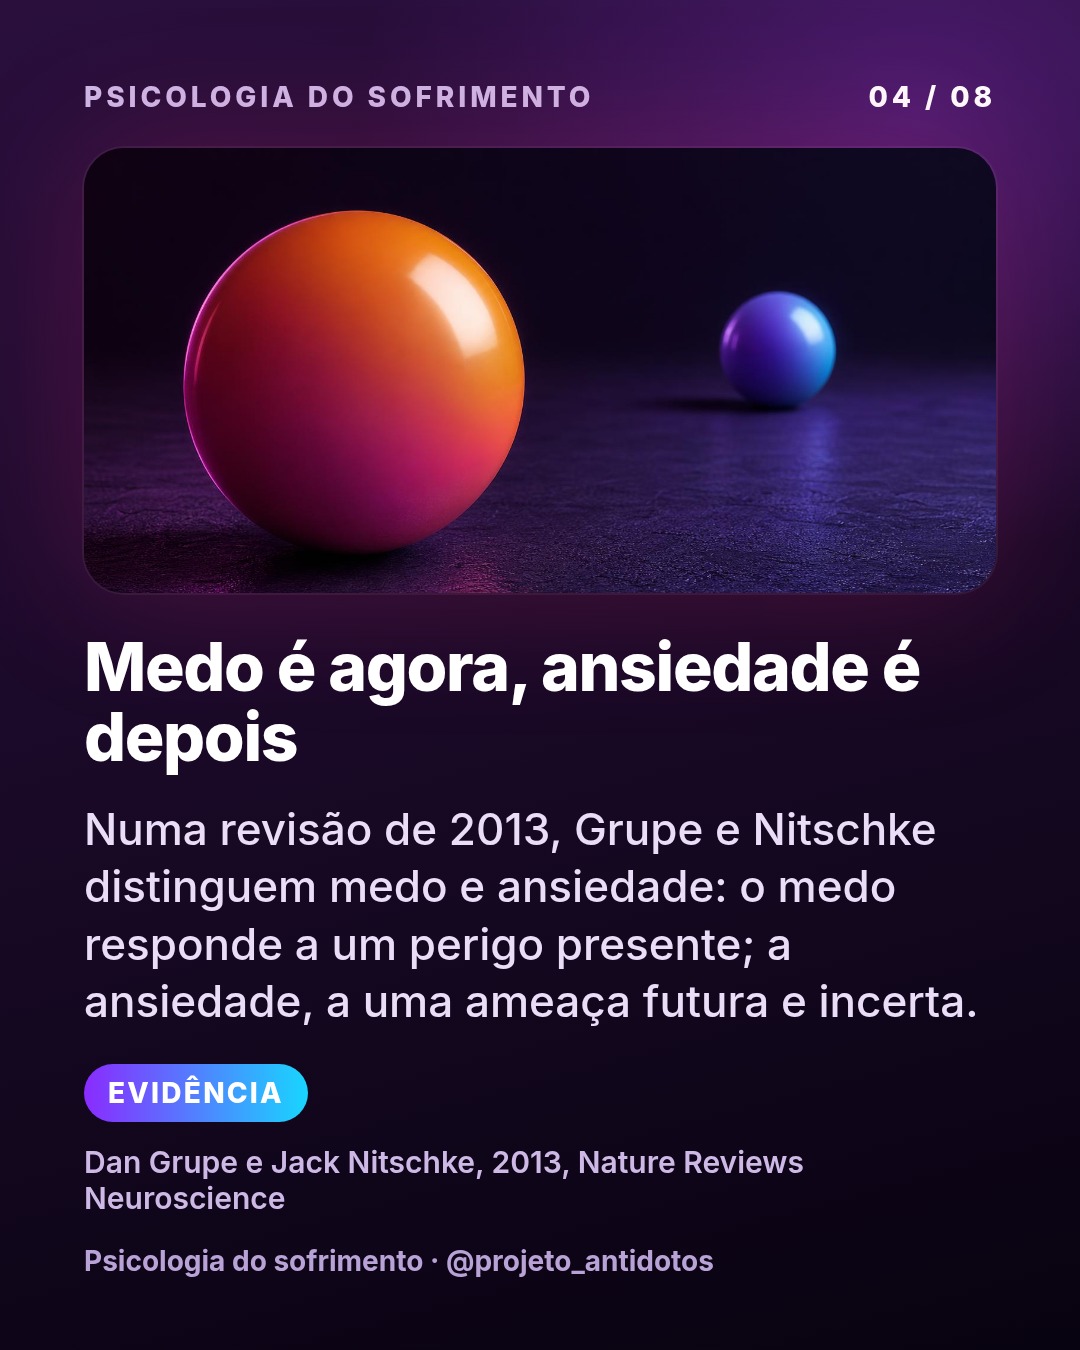 PSICOLOGIA DO SOFRIMENTO
04 / 08
Medo é agora, ansiedade é
depois
Numa revisão de 2013, Grupe e Nitschke
distinguem medo e ansiedade: o medo
responde a um perigo presente; a
ansiedade, a uma ameaça futura e incerta.
EVIDÊNCIA
Dan Grupe e Jack Nitschke, 2013, Nature Reviews
Neuroscience
Psicologia do sofrimento · @projeto_antidotos